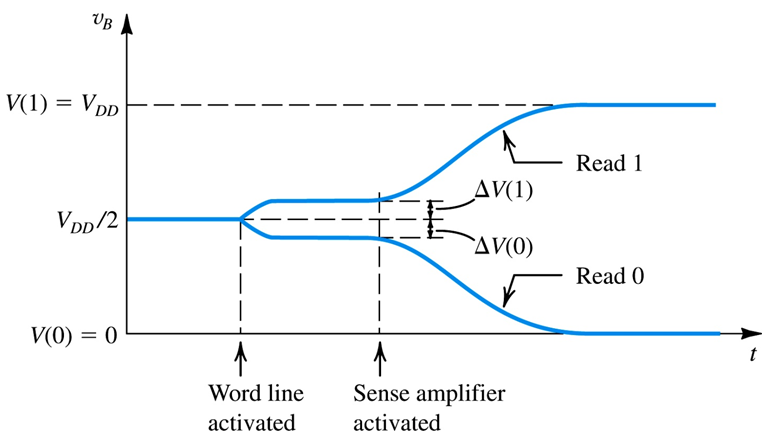 v_B
V(1) = V_DD
Read 1
ΔV(1)
V_DD/2
ΔV(0)
Read 0
V(0) = 0
t
Word line
activated
Sense amplifier
activated